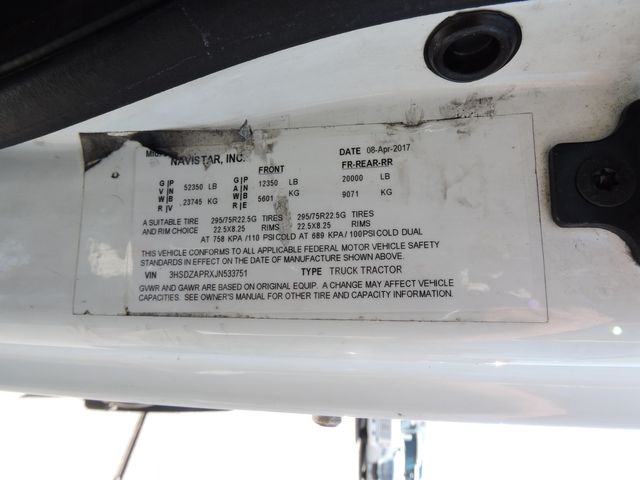 NAVISTAR, INC.
DATE 08-Apr-2017
FRONT FR-REAR-RR
G P 52350 LB G P 12350 LB 20000 LB
V N A N
W B 23745 KG W B 5601 KG 9071 KG
R V R E
A SUITABLE TIRE 295/75R22.5G TIRES 295/75R22.5G TIRES
AND RIM CHOICE 22.5X8.25 RIMS 22.5X8.25 RIMS
AT 758 KPA /110 PSI COLD AT 689 KPA / 100PSI COLD DUAL
THIS VEHICLE CONFORMS TO ALL APPLICABLE FEDERAL MOTOR VEHICLE SAFETY
STANDARDS IN EFFECT ON THE DATE OF MANUFACTURE SHOWN ABOVE.
VIN 3HSDZAPRXJN533751 TYPE TRUCK TRACTOR
GVWR AND GAWR ARE BASED ON ORIGINAL EQUIP. A CHANGE MAY AFFECT VEHICLE
CAPACITIES. SEE OWNER'S MANUAL FOR OTHER TIRE AND CAPACITY INFORMATION.